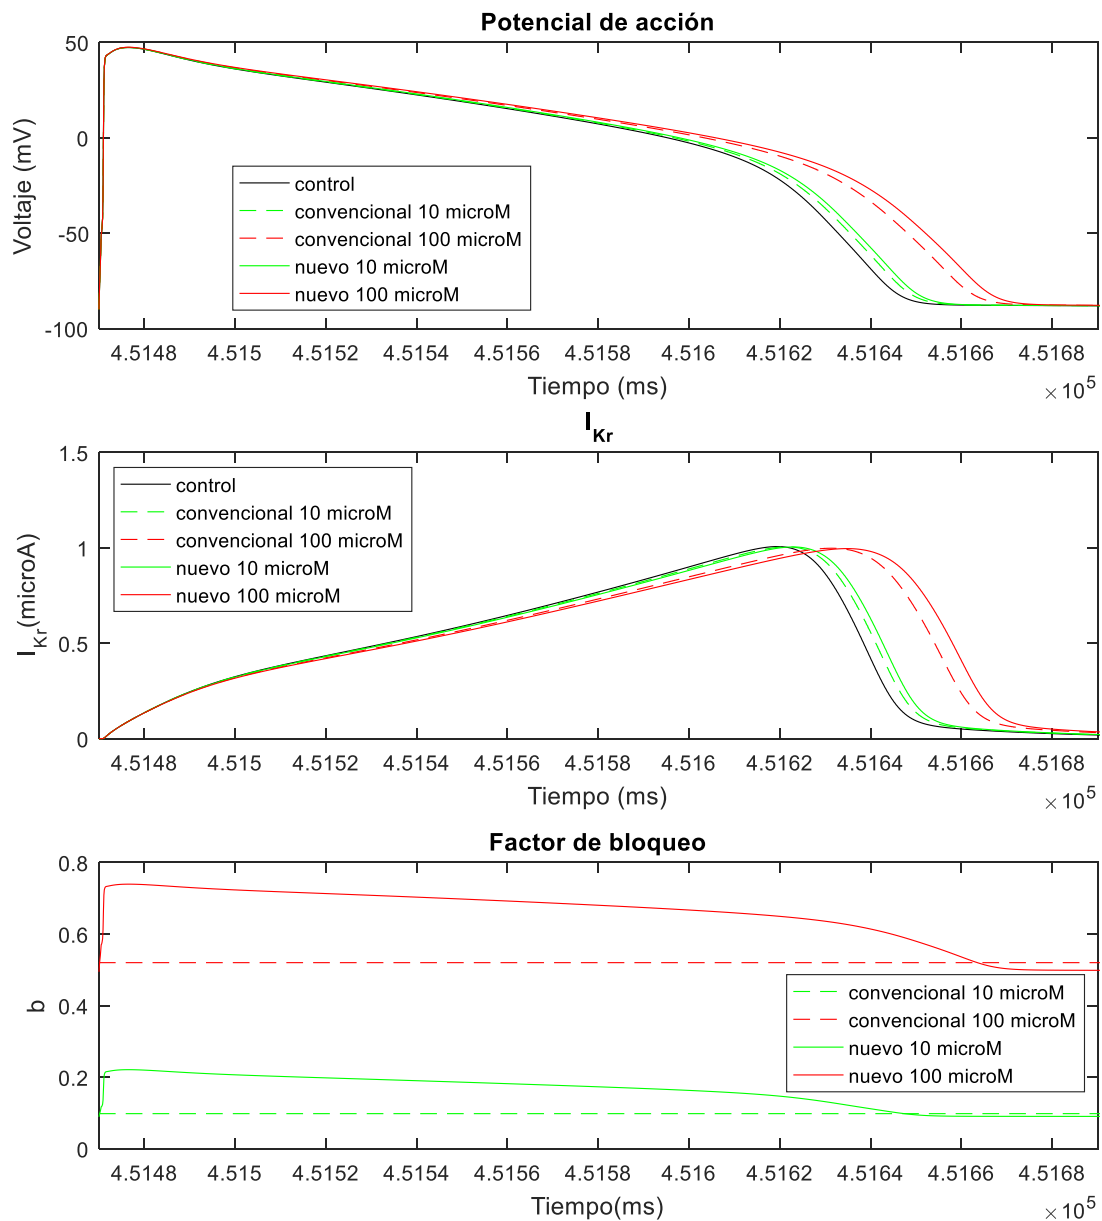 Potencial de acción
50
0
-50
-100
Voltaje (mV)
control
convencional 10 microM
convencional 100 microM
nuevo 10 microM
nuevo 100 microM
4.5148 4.515 4.5152 4.5154 4.5156 4.5158 4.516 4.5162 4.5164 4.5166 4.5168
Tiempo (ms)
×10^5
I_Kr
1.5
1
0.5
0
I_Kr(microA)
control
convencional 10 microM
convencional 100 microM
nuevo 10 microM
nuevo 100 microM
4.5148 4.515 4.5152 4.5154 4.5156 4.5158 4.516 4.5162 4.5164 4.5166 4.5168
Tiempo (ms)
×10^5
Factor de bloqueo
0.8
0.6
0.4
0.2
0
b
convencional 10 microM
convencional 100 microM
nuevo 10 microM
nuevo 100 microM
4.5148 4.515 4.5152 4.5154 4.5156 4.5158 4.516 4.5162 4.5164 4.5166 4.5168
Tiempo(ms)
×10^5